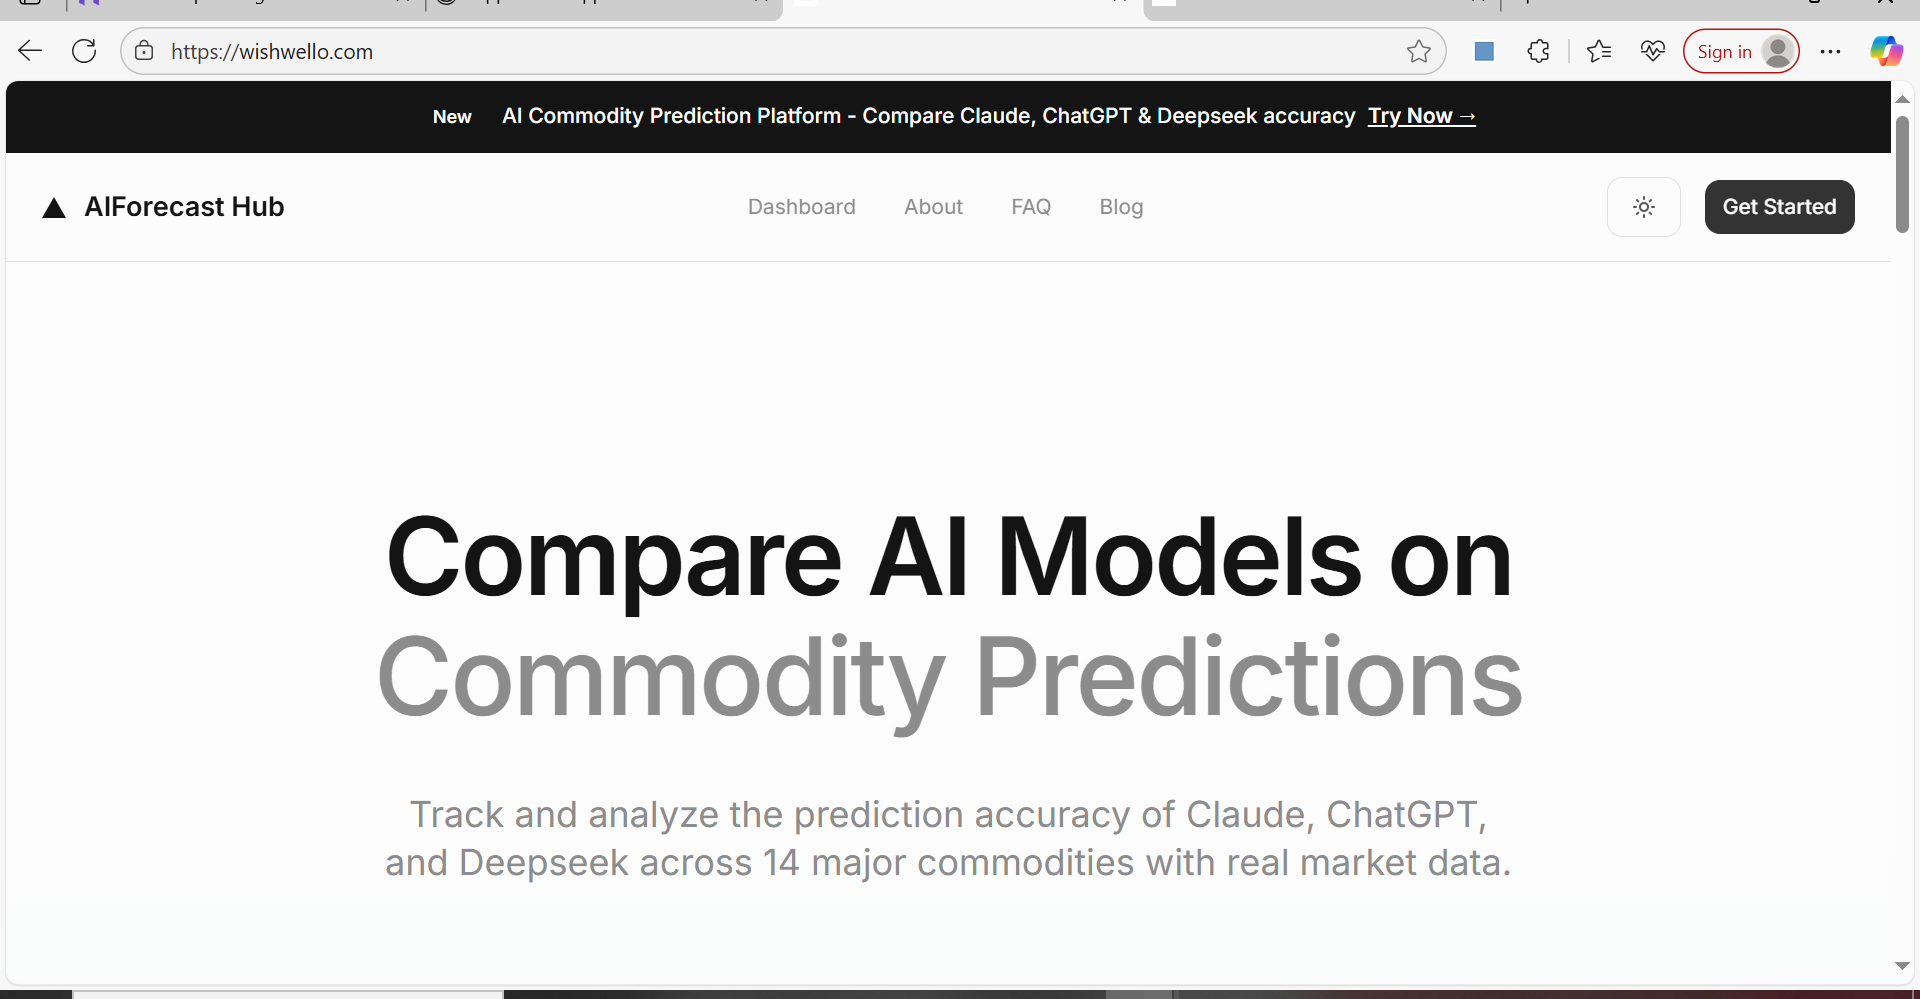 https://wishwello.com
Sign in
New AI Commodity Prediction Platform - Compare Claude, ChatGPT & Deepseek accuracy Try Now →
AIForecast Hub
Dashboard About FAQ Blog
Get Started
Compare AI Models on
Commodity Predictions
Track and analyze the prediction accuracy of Claude, ChatGPT,
and Deepseek across 14 major commodities with real market data.